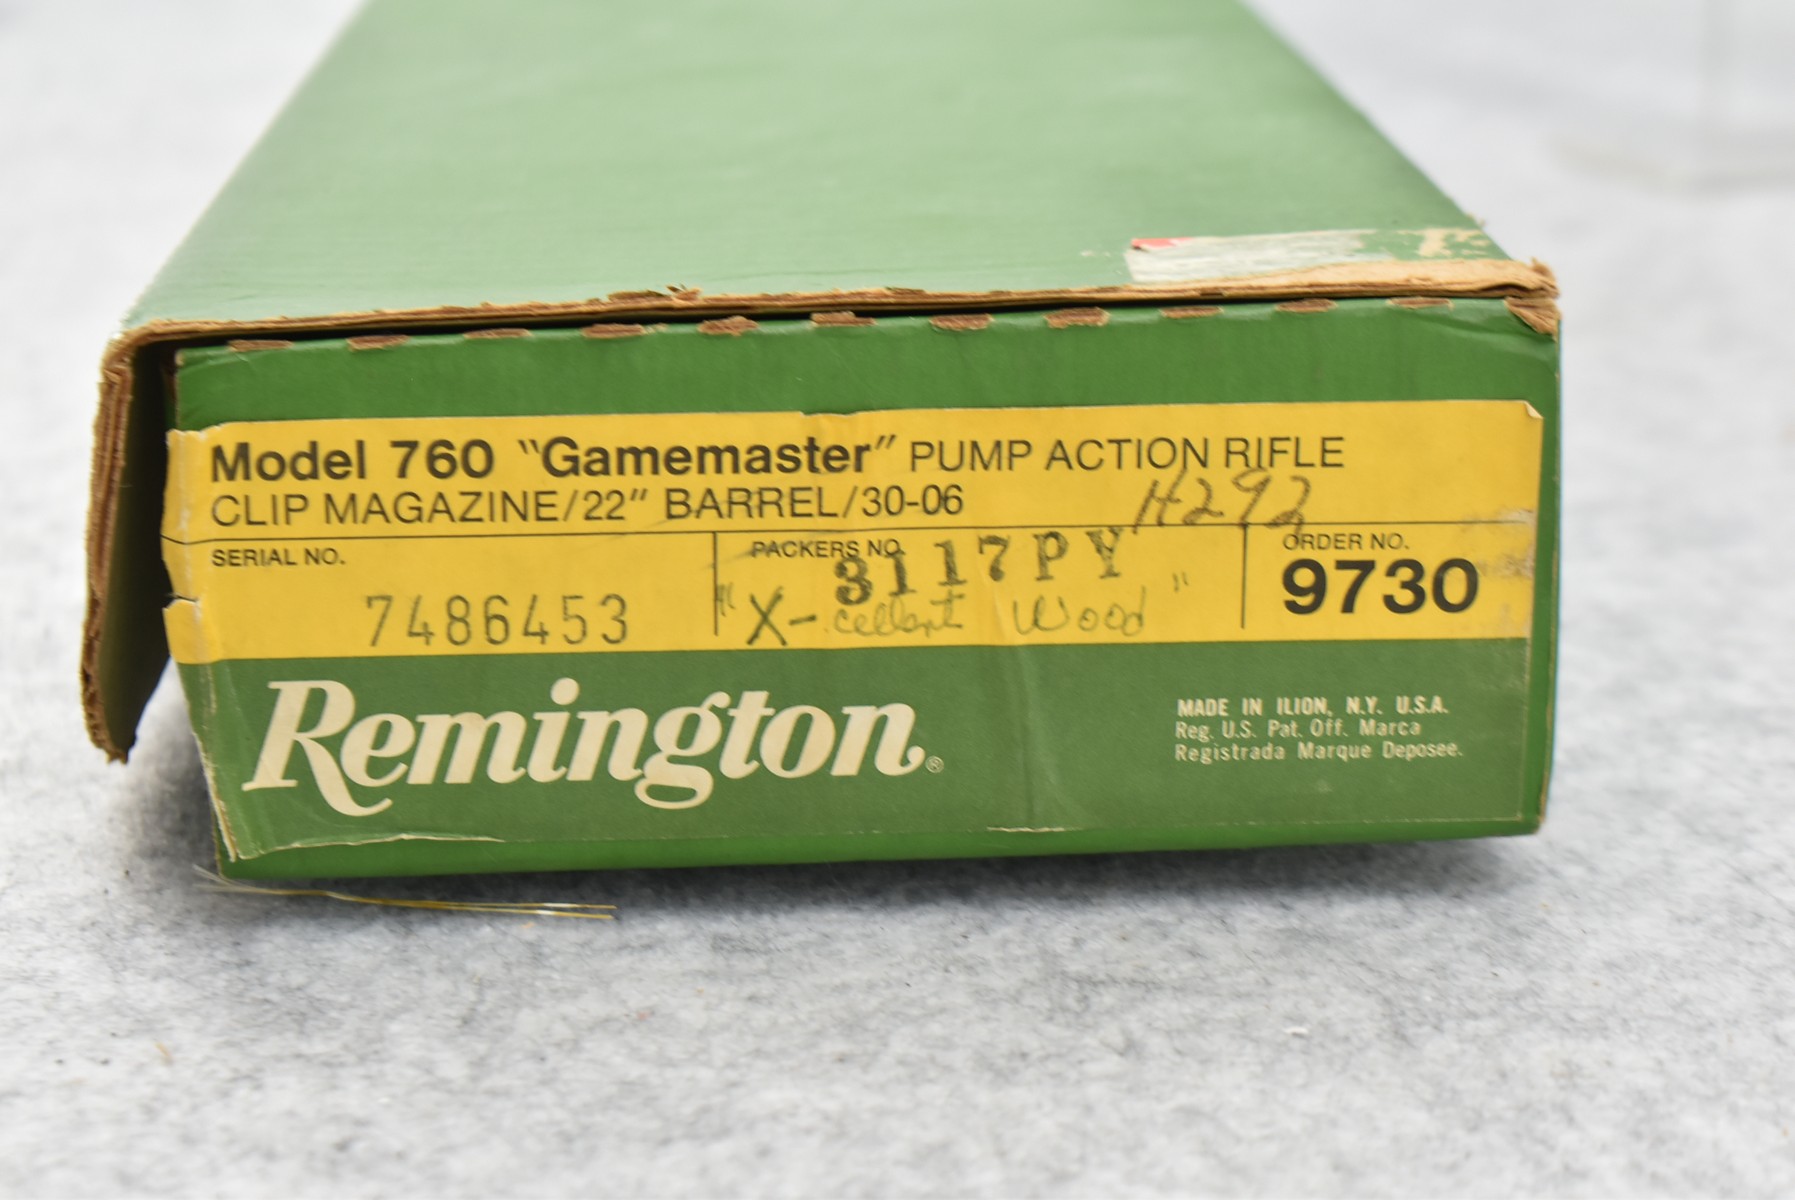 Model 760 "Gamemaster" PUMP ACTION RIFLE
CLIP MAGAZINE/22" BARREL/30-06
H292
SERIAL NO.
7486453
PACKERS NO.
3117PY
"X-cellent Wood"
ORDER NO.
9730
Remington®
MADE IN ILION, N.Y. U.S.A.
Reg. U.S. Pat. Off. Marca
Registrada Marque Deposee.